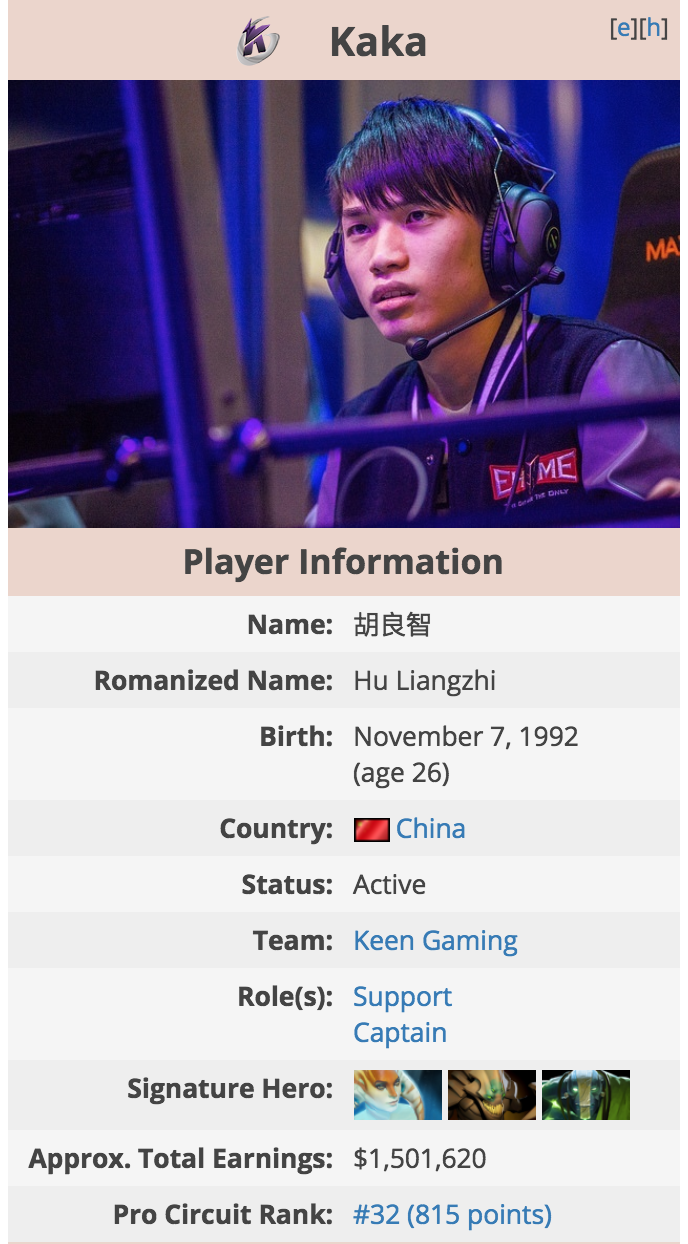 Kaka
[e][h]
MA
EHOME
Player Information
Name: 胡良智
Romanized Name: Hu Liangzhi
Birth: November 7, 1992
(age 26)
Country: China
Status: Active
Team: Keen Gaming
Role(s): Support
Captain
Signature Hero:
Approx. Total Earnings: $1,501,620
Pro Circuit Rank: #32 (815 points)